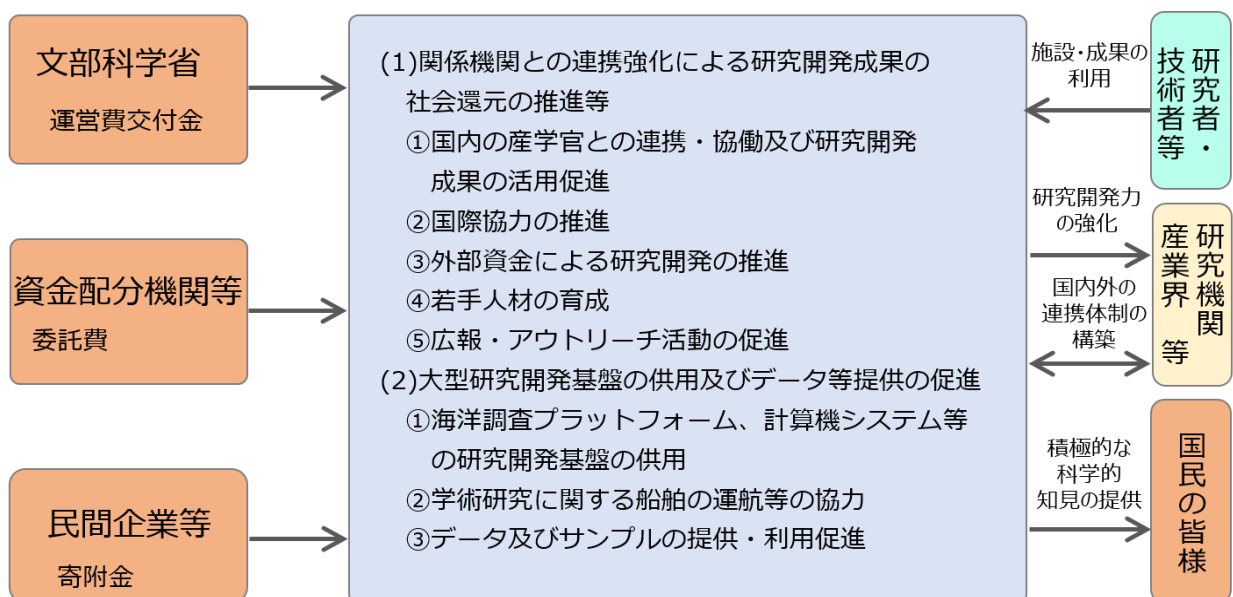 文部科学省
運営費交付金
資金配分機関等
委託費
民間企業等
寄附金
(1)関係機関との連携強化による研究開発成果の
社会還元の推進等
①国内の産学官との連携・協働及び研究開発
成果の活用促進
②国際協力の推進
③外部資金による研究開発の推進
④若手人材の育成
⑤広報・アウトリーチ活動の促進
(2)大型研究開発基盤の供用及びデータ等提供の促進
①海洋調査プラットフォーム、計算機システム等
の研究開発基盤の供用
②学術研究に関する船舶の運航等の協力
③データ及びサンプルの提供・利用促進
施設・成果の
利用
研究者・
技術者等
研究開発力
の強化
国内外の
連携体制の
構築
研究機関
産業界 等
積極的な
科学的
知見の提供
国民の皆様